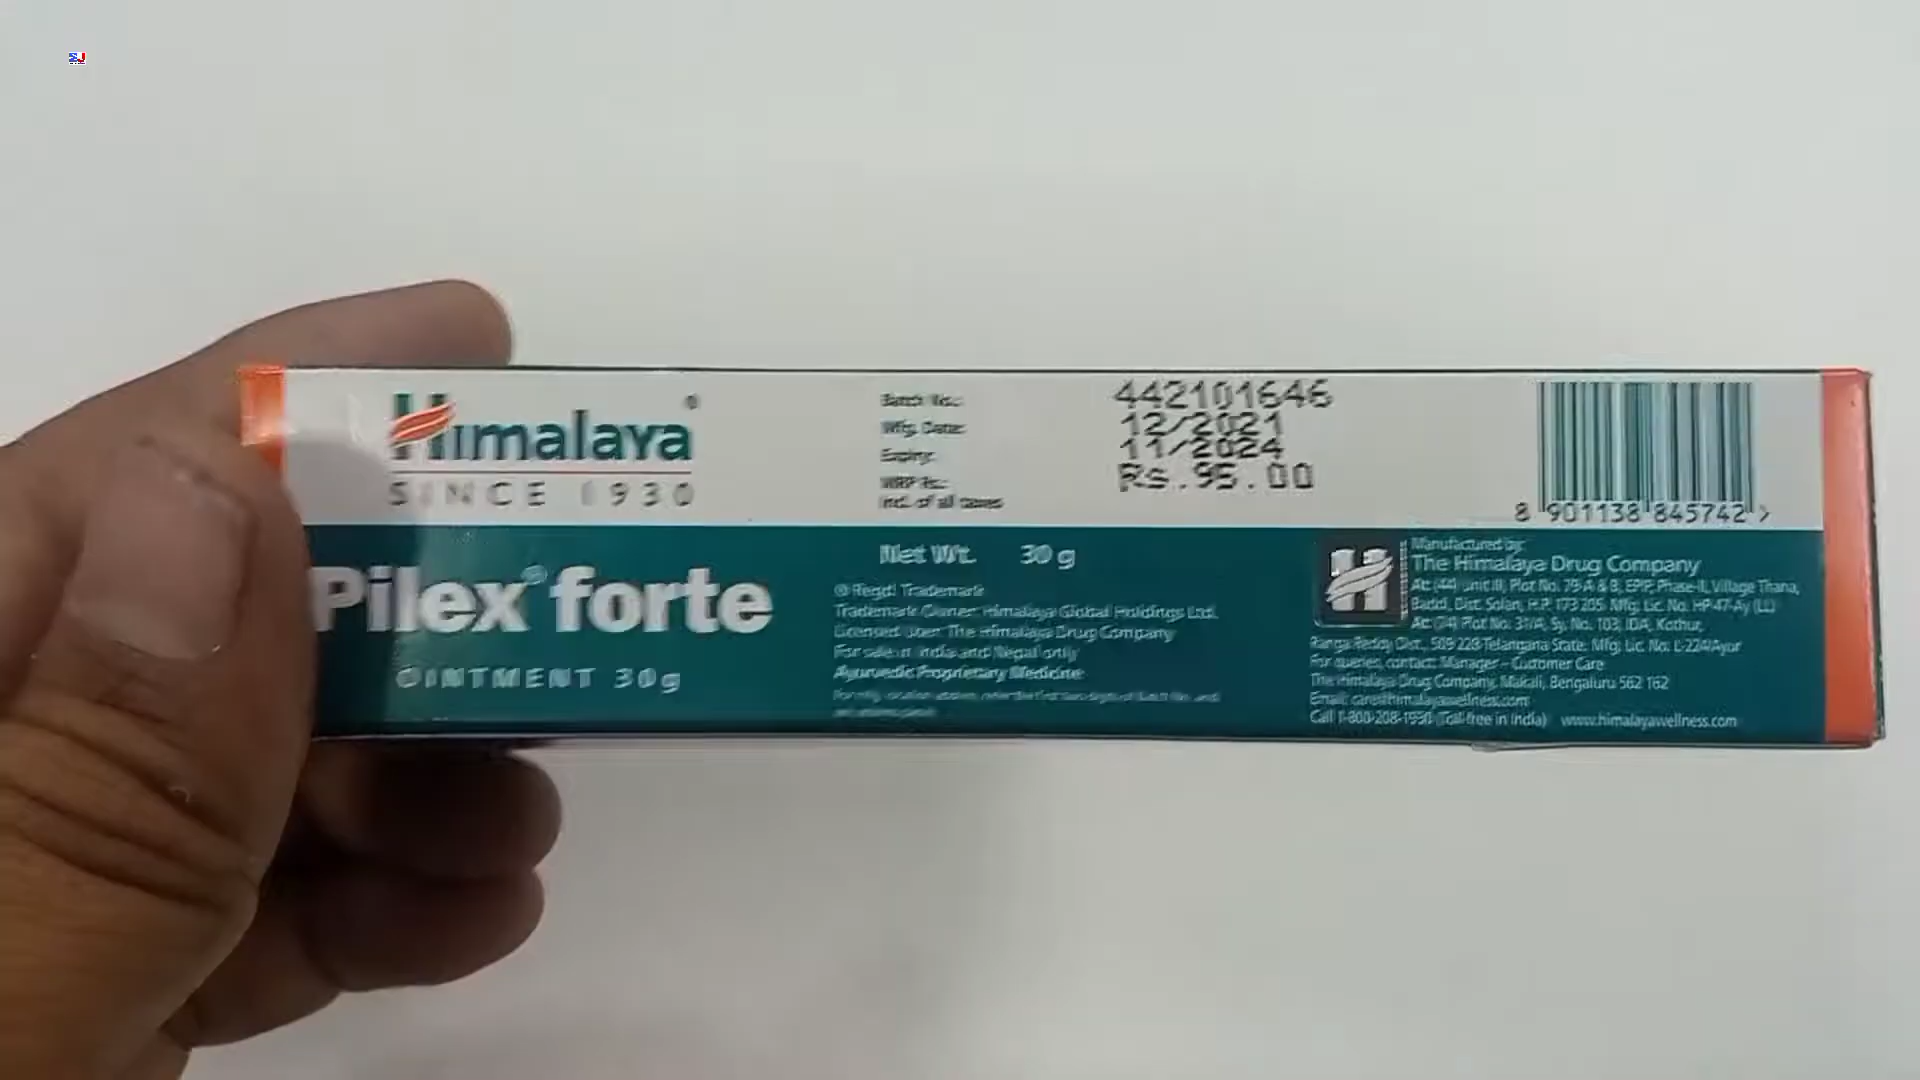 Himalaya
SINCE 1930
Pilex® forte
OINTMENT 30g
Batch No.: 442101646
Mfg. Date: 12/2021
Expiry: 11/2024
MRP Rs.: Rs.95.00
Incl. of all taxes
Net Wt. 30 g
® Regd. Trademark
Trademark Owner: Himalaya Global Holdings Ltd.
Licensed User: The Himalaya Drug Company
For sale in India and Nepal only
Ayurvedic Proprietary Medicine
8 901138 845742 >
Manufactured by:
The Himalaya Drug Company
At: (44) Unit III, Plot No. 79-A & B, EPIP, Phase-II, Village Thana,
Baddi, Dist. Solan, H.P. 173 205. Mfg. Lic. No. HP-47-Ay (LL)
At: (74) Plot No. 31/A, Sy. No. 103, IDA, Kothur,
Ranga Reddy Dist., 509 228 Telangana State. Mfg. Lic. No. L-224/Ayur
For queries, contact: Manager – Customer Care
The Himalaya Drug Company, Makali, Bengaluru 562 162
Email: care@himalayawellness.com
Call 1-800-208-1930 (Toll-free in India) www.himalayawellness.com